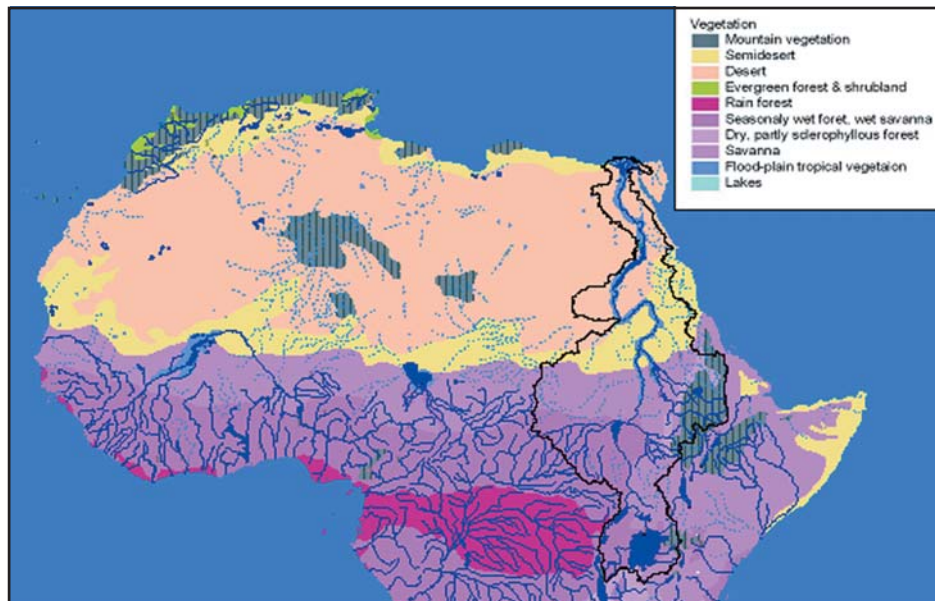 Vegetation
Mountain vegetation
Semidesert
Desert
Evergreen forest & shrubland
Rain forest
Seasonaly wet foret, wet savanna
Dry, partly sclerophyllous forest
Savanna
Flood-plain tropical vegetaion
Lakes